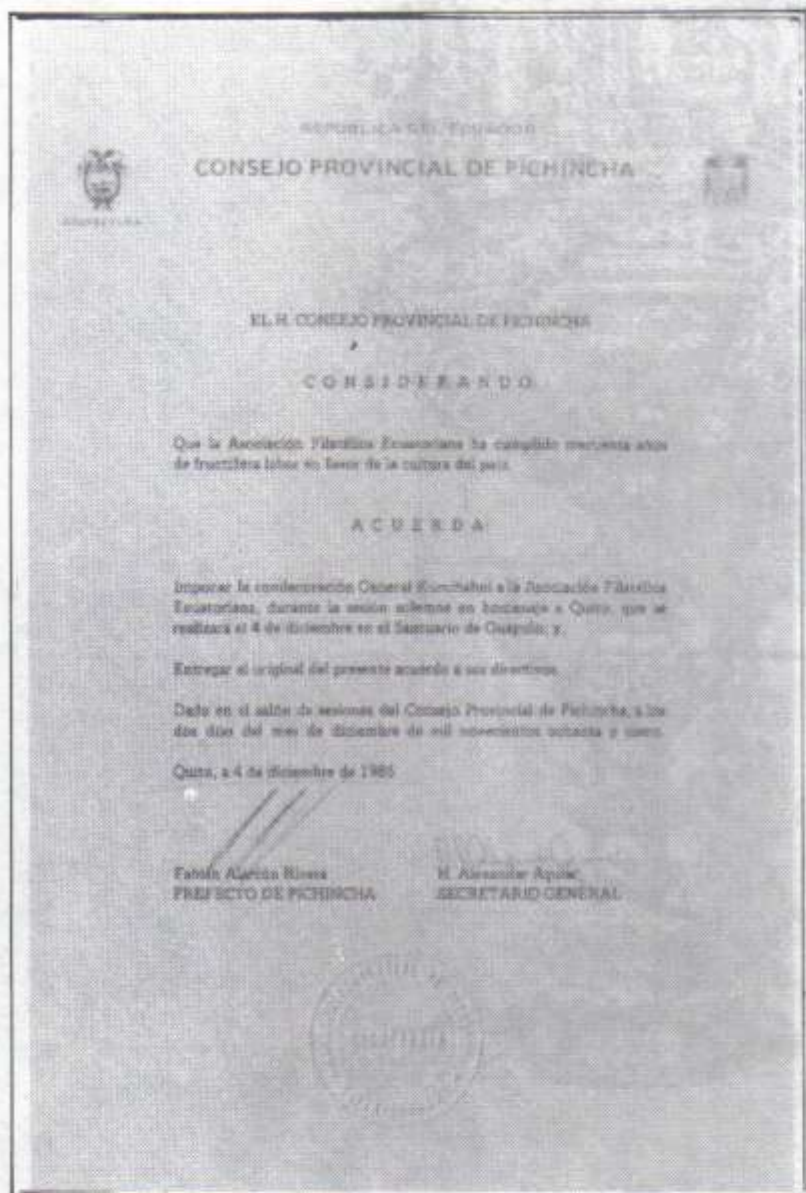 REPUBLICA DEL ECUADOR
CONSEJO PROVINCIAL DE PICHINCHA
PREFECTURA
EL H. CONSEJO PROVINCIAL DE PICHINCHA
C O N S I D E R A N D O:
Que la Asociación Filatélica Ecuatoriana ha cumplido cincuenta años
de fructífera labor en favor de la cultura del país.
A C U E R D A:
Imponer la condecoración General Rumiñahui a la Asociación Filatélica
Ecuatoriana, durante la sesión solemne en homenaje a Quito, que se
realizará el 4 de diciembre en el Santuario de Guápulo; y,
Entregar el original del presente acuerdo a sus directivos.
Dado en el salón de sesiones del Consejo Provincial de Pichincha, a los
dos días del mes de diciembre de mil novecientos ochenta y
Quito, a 4 de diciembre de
Fabián Alarcón Rivera
PREFECTO DE PICHINCHA
H. Alexander Aguilar
SECRETARIO GENERAL